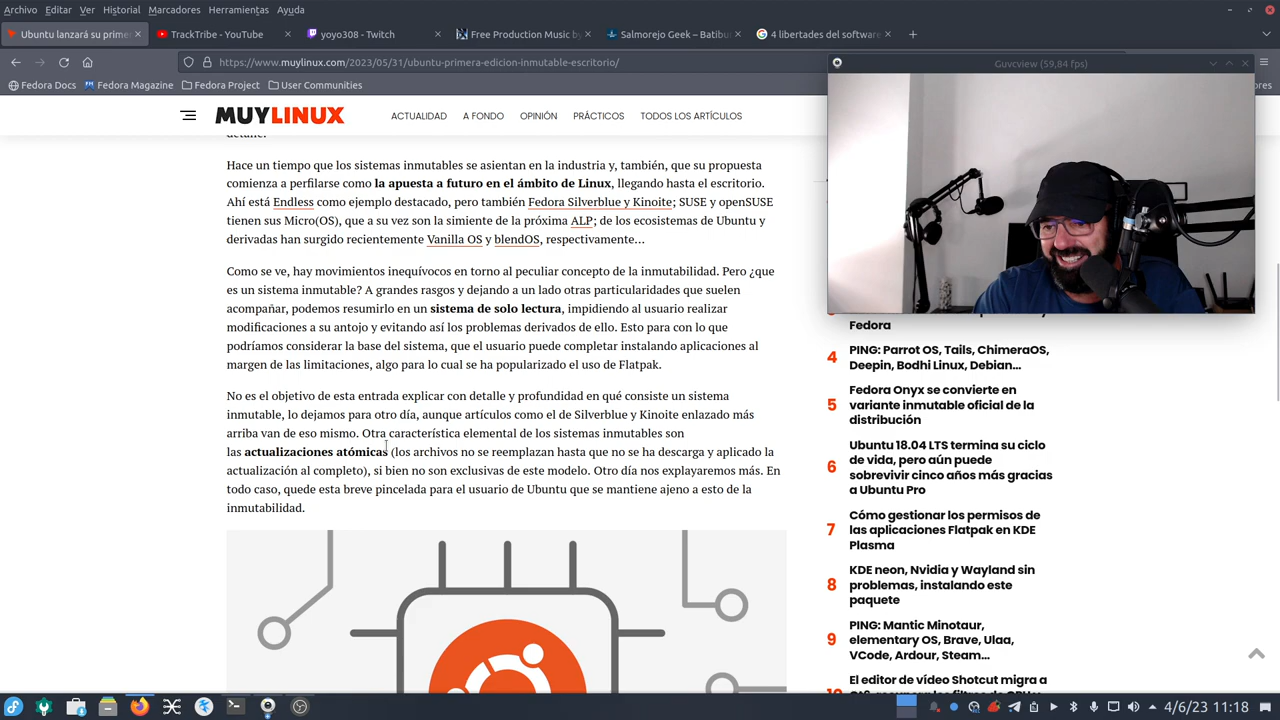 Archivo Editar Ver Historial Marcadores Herramientas Ayuda
Ubuntu lanzará su prime
TrackTribe - YouTube
yoyo308 - Twitch
Free Production Music by
Salmorejo Geek – Batibu
4 libertades del software
https://www.muylinux.com/2023/05/31/ubuntu-primera-edicion-inmutable-escritorio/
Fedora Docs Fedora Magazine Fedora Project User Communities
Guvcview (59,84 fps)
MUYLINUX
ACTUALIDAD A FONDO OPINIÓN PRÁCTICOS TODOS LOS ARTÍCULOS
detalle.
Hace un tiempo que los sistemas inmutables se asientan en la industria y, también, que su propuesta
comienza a perfilarse como la apuesta a futuro en el ámbito de Linux, llegando hasta el escritorio.
Ahí está Endless como ejemplo destacado, pero también Fedora Silverblue y Kinoite; SUSE y openSUSE
tienen sus Micro(OS), que a su vez son la simiente de la próxima ALP; de los ecosistemas de Ubuntu y
derivadas han surgido recientemente Vanilla OS y blendOS, respectivamente…
Como se ve, hay movimientos inequívocos en torno al peculiar concepto de la inmutabilidad. Pero ¿que
es un sistema inmutable? A grandes rasgos y dejando a un lado otras particularidades que suelen
acompañar, podemos resumirlo en un sistema de solo lectura, impidiendo al usuario realizar
modificaciones a su antojo y evitando así los problemas derivados de ello. Esto para con lo que
podríamos considerar la base del sistema, que el usuario puede completar instalando aplicaciones al
margen de las limitaciones, algo para lo cual se ha popularizado el uso de Flatpak.
No es el objetivo de esta entrada explicar con detalle y profundidad en qué consiste un sistema
inmutable, lo dejamos para otro día, aunque artículos como el de Silverblue y Kinoite enlazado más
arriba van de eso mismo. Otra característica elemental de los sistemas inmutables son
las actualizaciones atómicas (los archivos no se reemplazan hasta que no se ha descarga y aplicado la
actualización al completo), si bien no son exclusivas de este modelo. Otro día nos explayaremos más. En
todo caso, quede esta breve pincelada para el usuario de Ubuntu que se mantiene ajeno a esto de la
inmutabilidad.
Fedora
4 PING: Parrot OS, Tails, ChimeraOS,
Deepin, Bodhi Linux, Debian…
5 Fedora Onyx se convierte en
variante inmutable oficial de la
distribución
6 Ubuntu 18.04 LTS termina su ciclo
de vida, pero aún puede
sobrevivir cinco años más gracias
a Ubuntu Pro
7 Cómo gestionar los permisos de
las aplicaciones Flatpak en KDE
Plasma
8 KDE neon, Nvidia y Wayland sin
problemas, instalando este
paquete
9 PING: Mantic Minotaur,
elementary OS, Brave, Ulaa,
VCode, Ardour, Steam…
El editor de vídeo Shotcut migra a
4/6/23 11:18